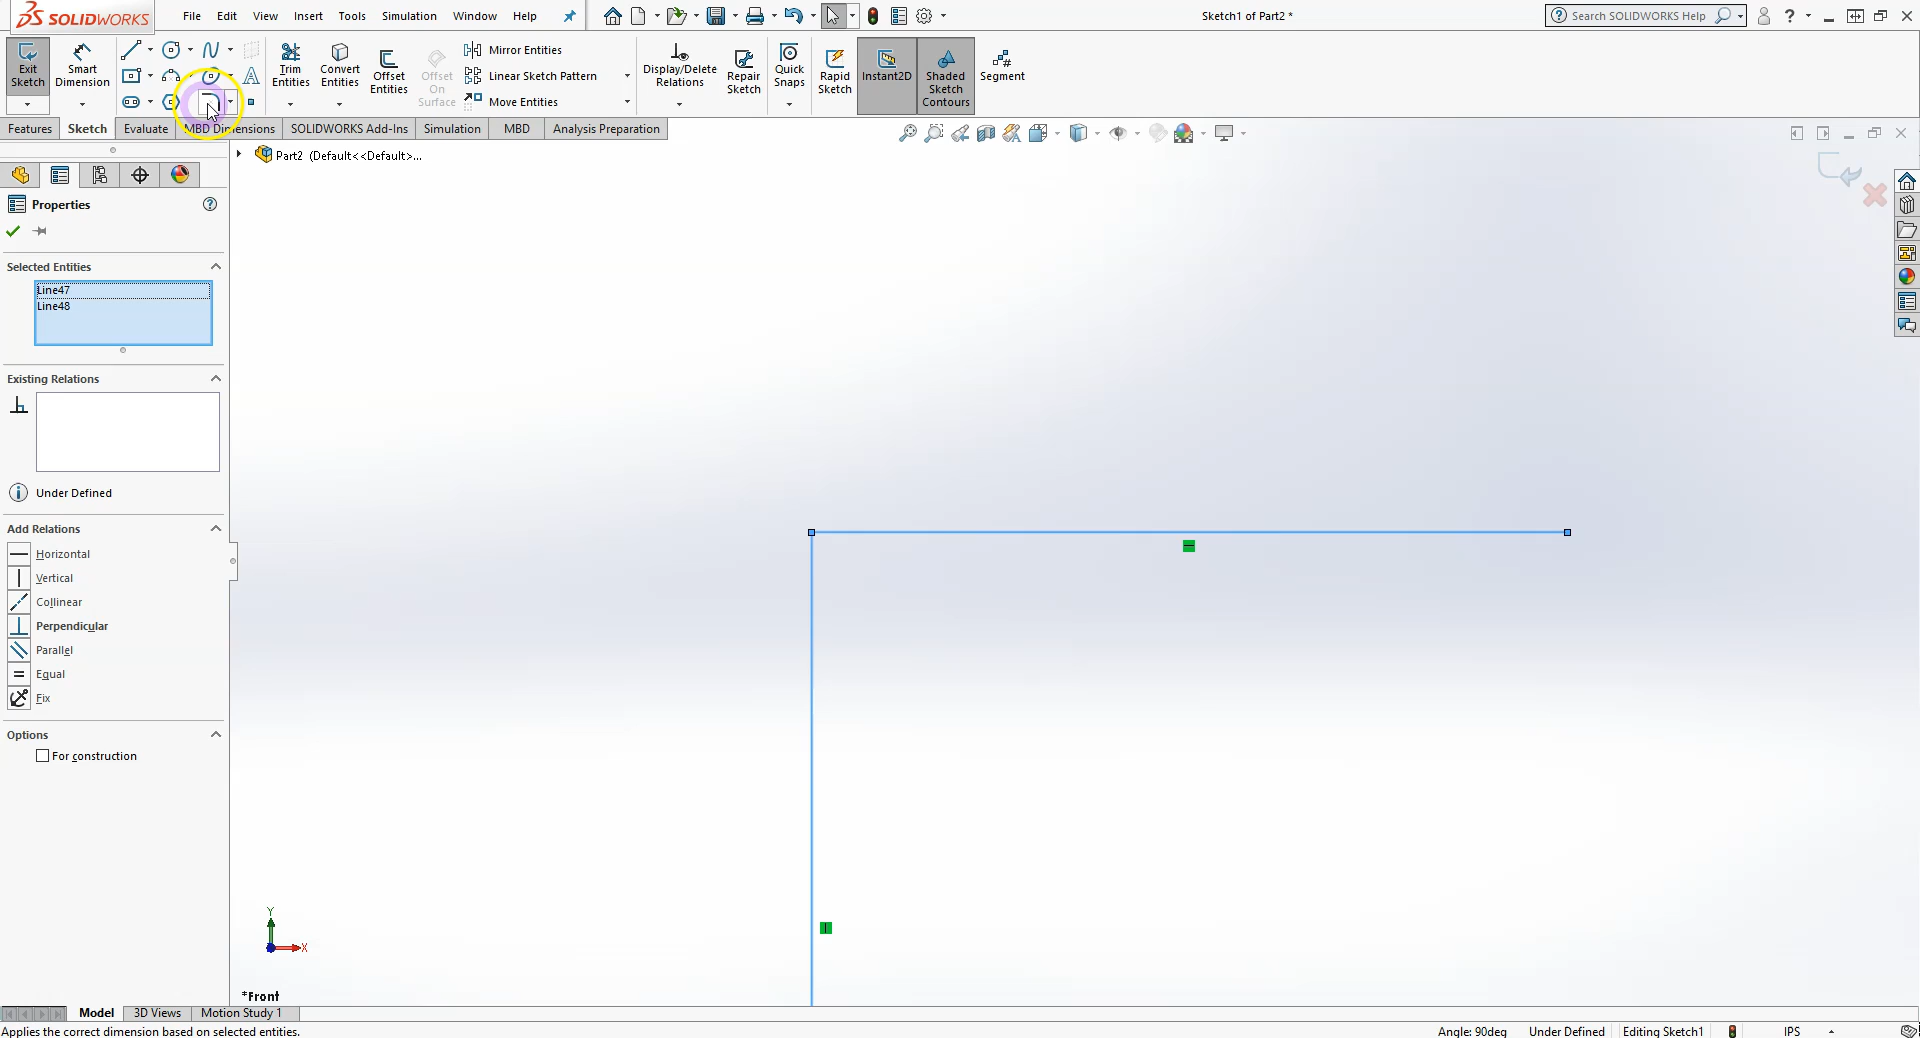 SOLIDWORKS
File Edit View Insert Tools Simulation Window Help
Sketch1 of Part2 *
Search SOLIDWORKS Help
Exit Sketch
Smart Dimension
Trim Entities
Convert Entities
Offset Entities
Offset On Surface
Mirror Entities
Linear Sketch Pattern
Move Entities
Display/Delete Relations
Repair Sketch
Quick Snaps
Rapid Sketch
Instant2D
Shaded Sketch Contours
Segment
Features Sketch Evaluate MBD Dimensions SOLIDWORKS Add-Ins Simulation MBD Analysis Preparation
Part2 (Default<<Default>...
Properties
Selected Entities
Line47
Line48
Existing Relations
Under Defined
Add Relations
Horizontal
Vertical
Collinear
Perpendicular
Parallel
Equal
Fix
Options
For construction
Y
X
*Front
Model 3D Views Motion Study 1
Applies the correct dimension based on selected entities.
Angle: 90deg Under Defined Editing Sketch1 IPS